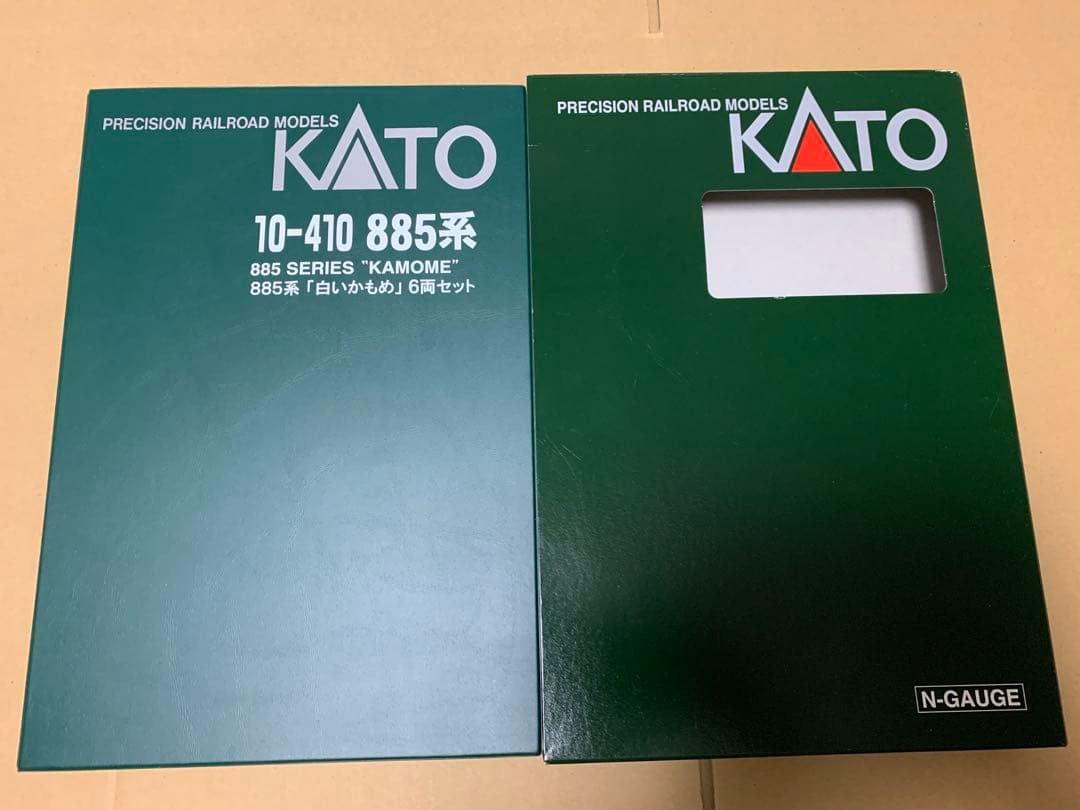 PRECISION RAILROAD MODELS
KATO
10-410 885系
885 SERIES "KAMOME"
885系「白いかもめ」6両セット
PRECISION RAILROAD MODELS
KATO
N-GAUGE